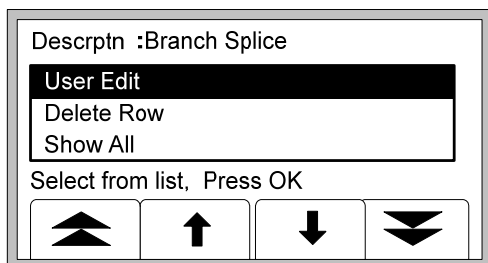 Descrptn :Branch Splice
User Edit
Delete Row
Show All
Select from list, Press OK